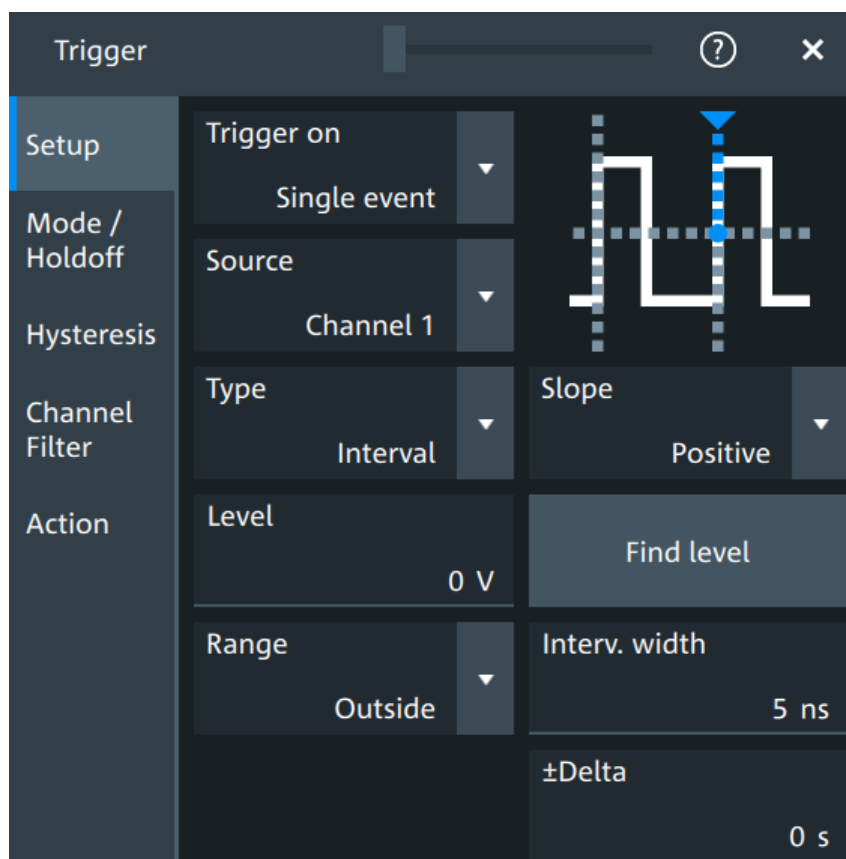 Trigger
?
Setup
Mode /
Holdoff
Hysteresis
Channel
Filter
Action
Trigger on
Single event
Source
Channel 1
Type
Interval
Slope
Positive
Level
0 V
Find level
Range
Outside
Interv. width
5 ns
±Delta
0 s